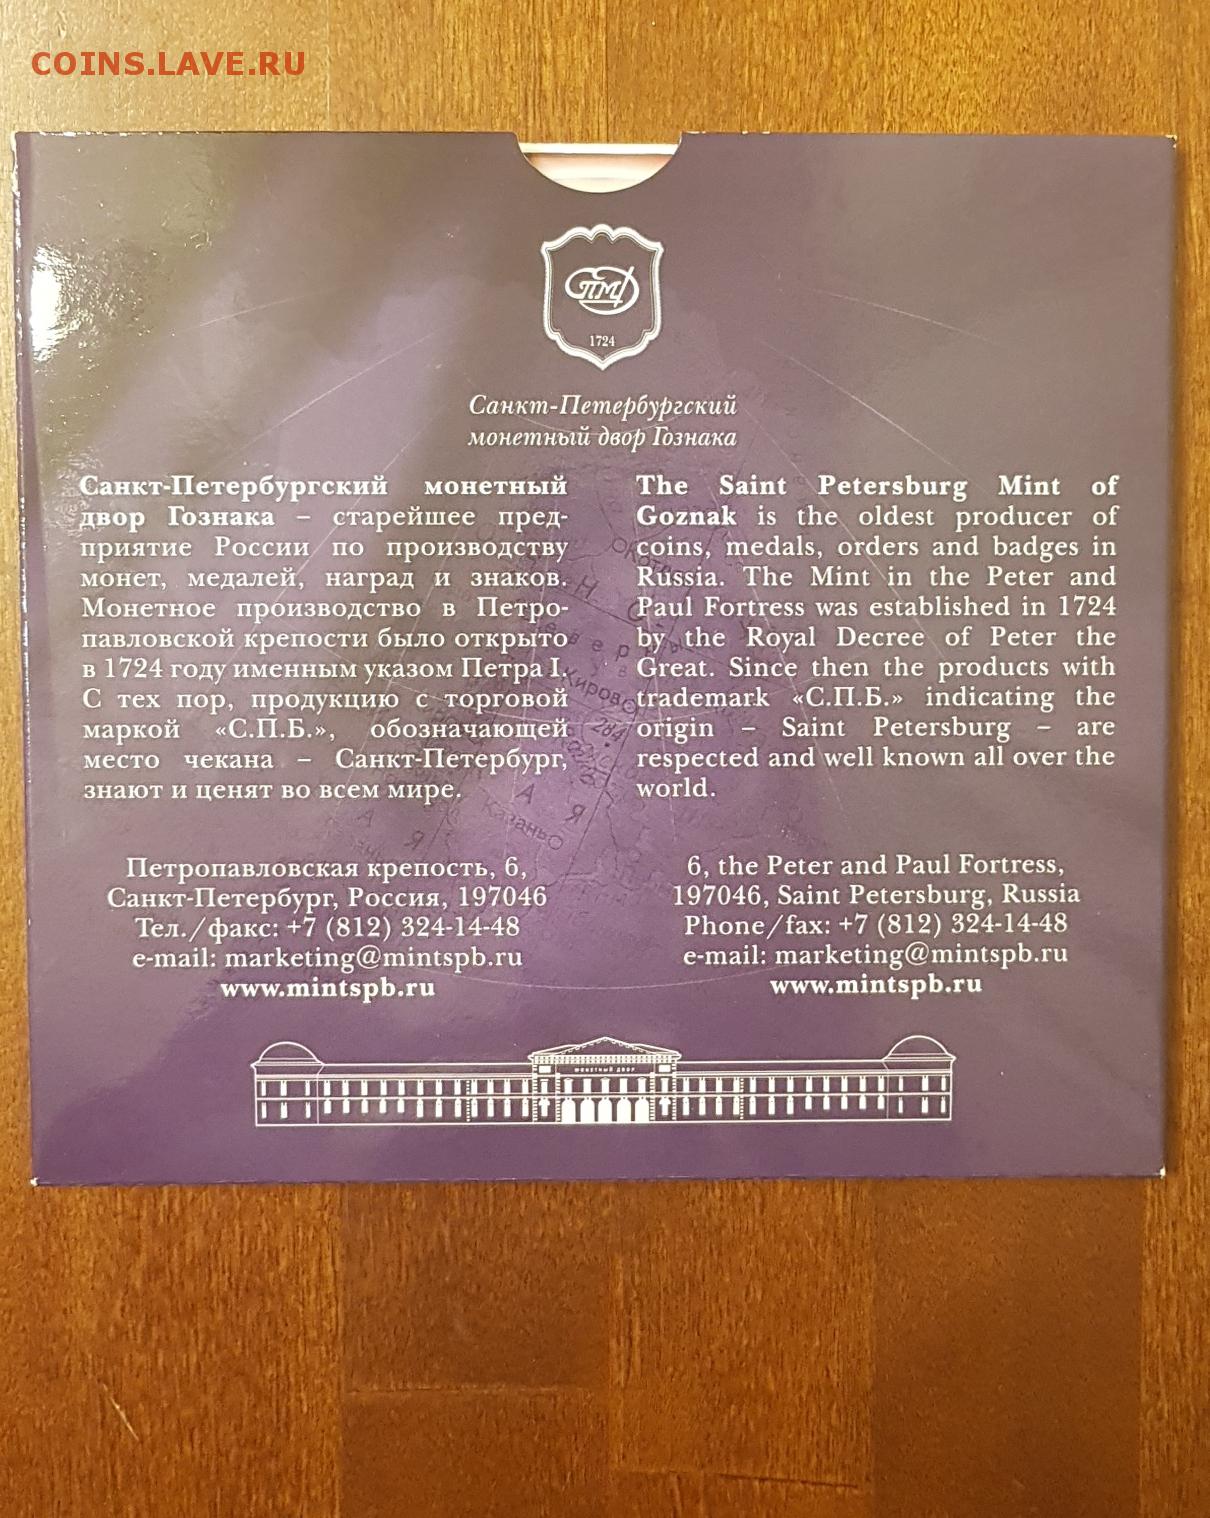 COINS.LAVE.RU
СПМД
1724
Санкт-Петербургский
монетный двор Гознака
Санкт-Петербургский монетный
двор Гознака – старейшее пред-
приятие России по производству
монет, медалей, наград и знаков.
Монетное производство в Петро-
павловской крепости было открыто
в 1724 году именным указом Петра I.
С тех пор, продукцию с торговой
маркой «С.П.Б.», обозначающей
место чекана – Санкт-Петербург,
знают и ценят во всем мире.
The Saint Petersburg Mint of
Goznak is the oldest producer of
coins, medals, orders and badges in
Russia. The Mint in the Peter and
Paul Fortress was established in 1724
by the Royal Decree of Peter the
Great. Since then the products with
trademark «С.П.Б.» indicating the
origin – Saint Petersburg – are
respected and well known all over the
world.
Петропавловская крепость, 6,
Санкт-Петербург, Россия, 197046
Тел./факс: +7 (812) 324-14-48
e-mail: marketing@mintspb.ru
www.mintspb.ru
6, the Peter and Paul Fortress,
197046, Saint Petersburg, Russia
Phone/fax: +7 (812) 324-14-48
e-mail: marketing@mintspb.ru
www.mintspb.ru
МОНЕТНЫЙ ДВОР
Казань